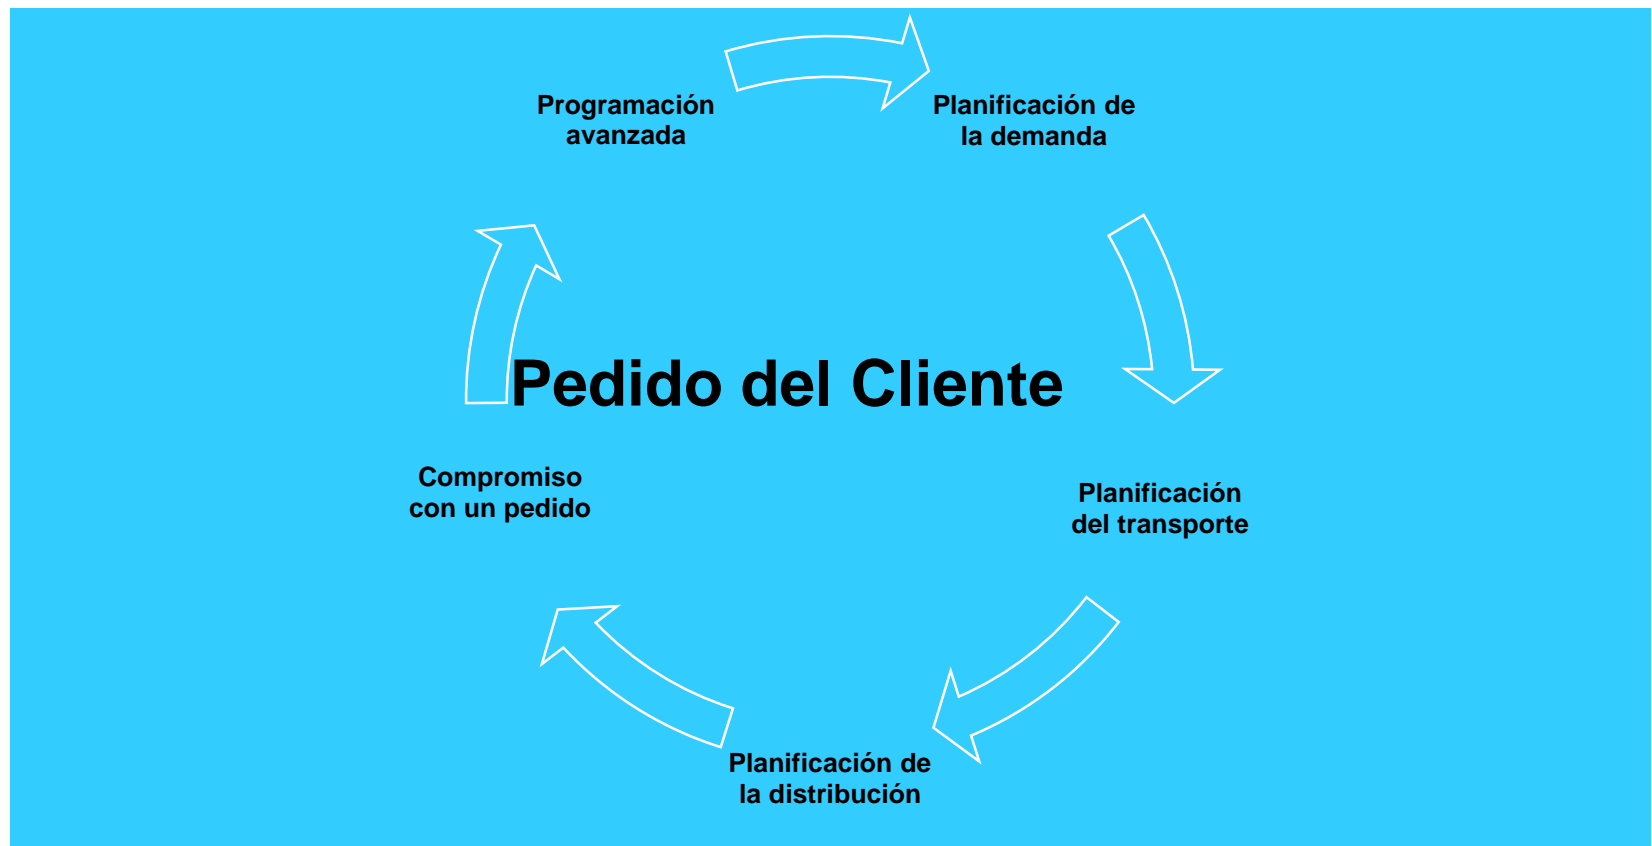 Programación
avanzada
Planificación de
la demanda
Pedido del Cliente
Compromiso
con un pedido
Planificación
del transporte
Planificación de
la distribución